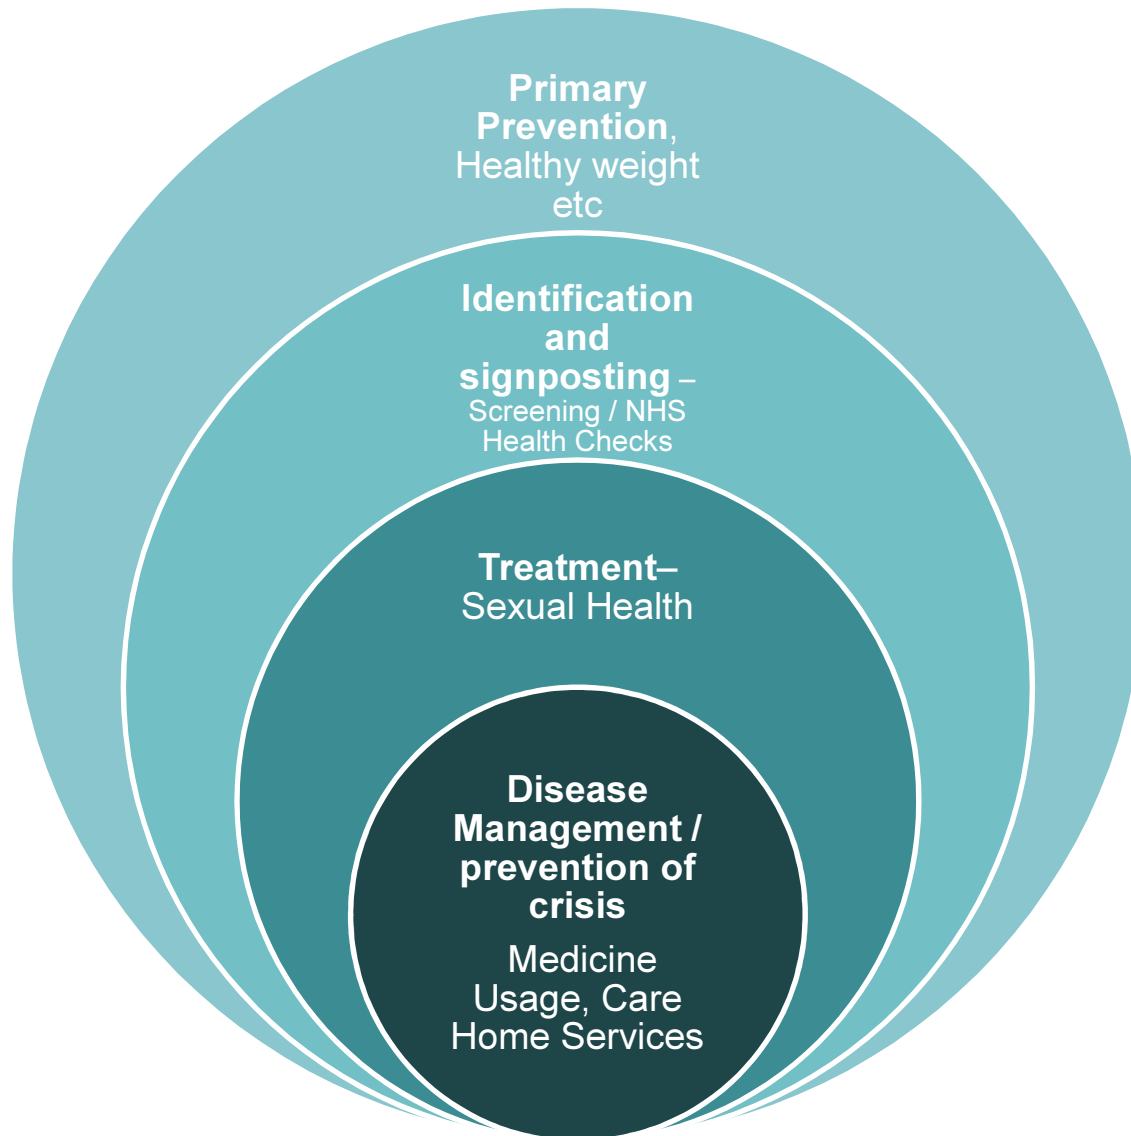 Primary
Prevention,
Healthy weight
etc
Identification
and
signposting –
Screening / NHS
Health Checks
Treatment–
Sexual Health
Disease
Management /
prevention of
crisis
Medicine
Usage, Care
Home Services